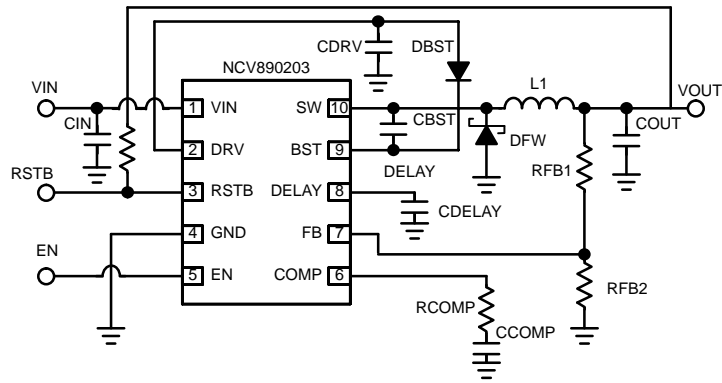 CDRV
DBST
NCV890203
L1
VIN
VOUT
1
VIN
SW
10
CIN
CBST
COUT
2
DRV
BST
9
DFW
DELAY
RFB1
RSTB
3
RSTB
DELAY
8
CDELAY
4
GND
FB
7
EN
5
EN
COMP
6
RCOMP
RFB2
CCOMP